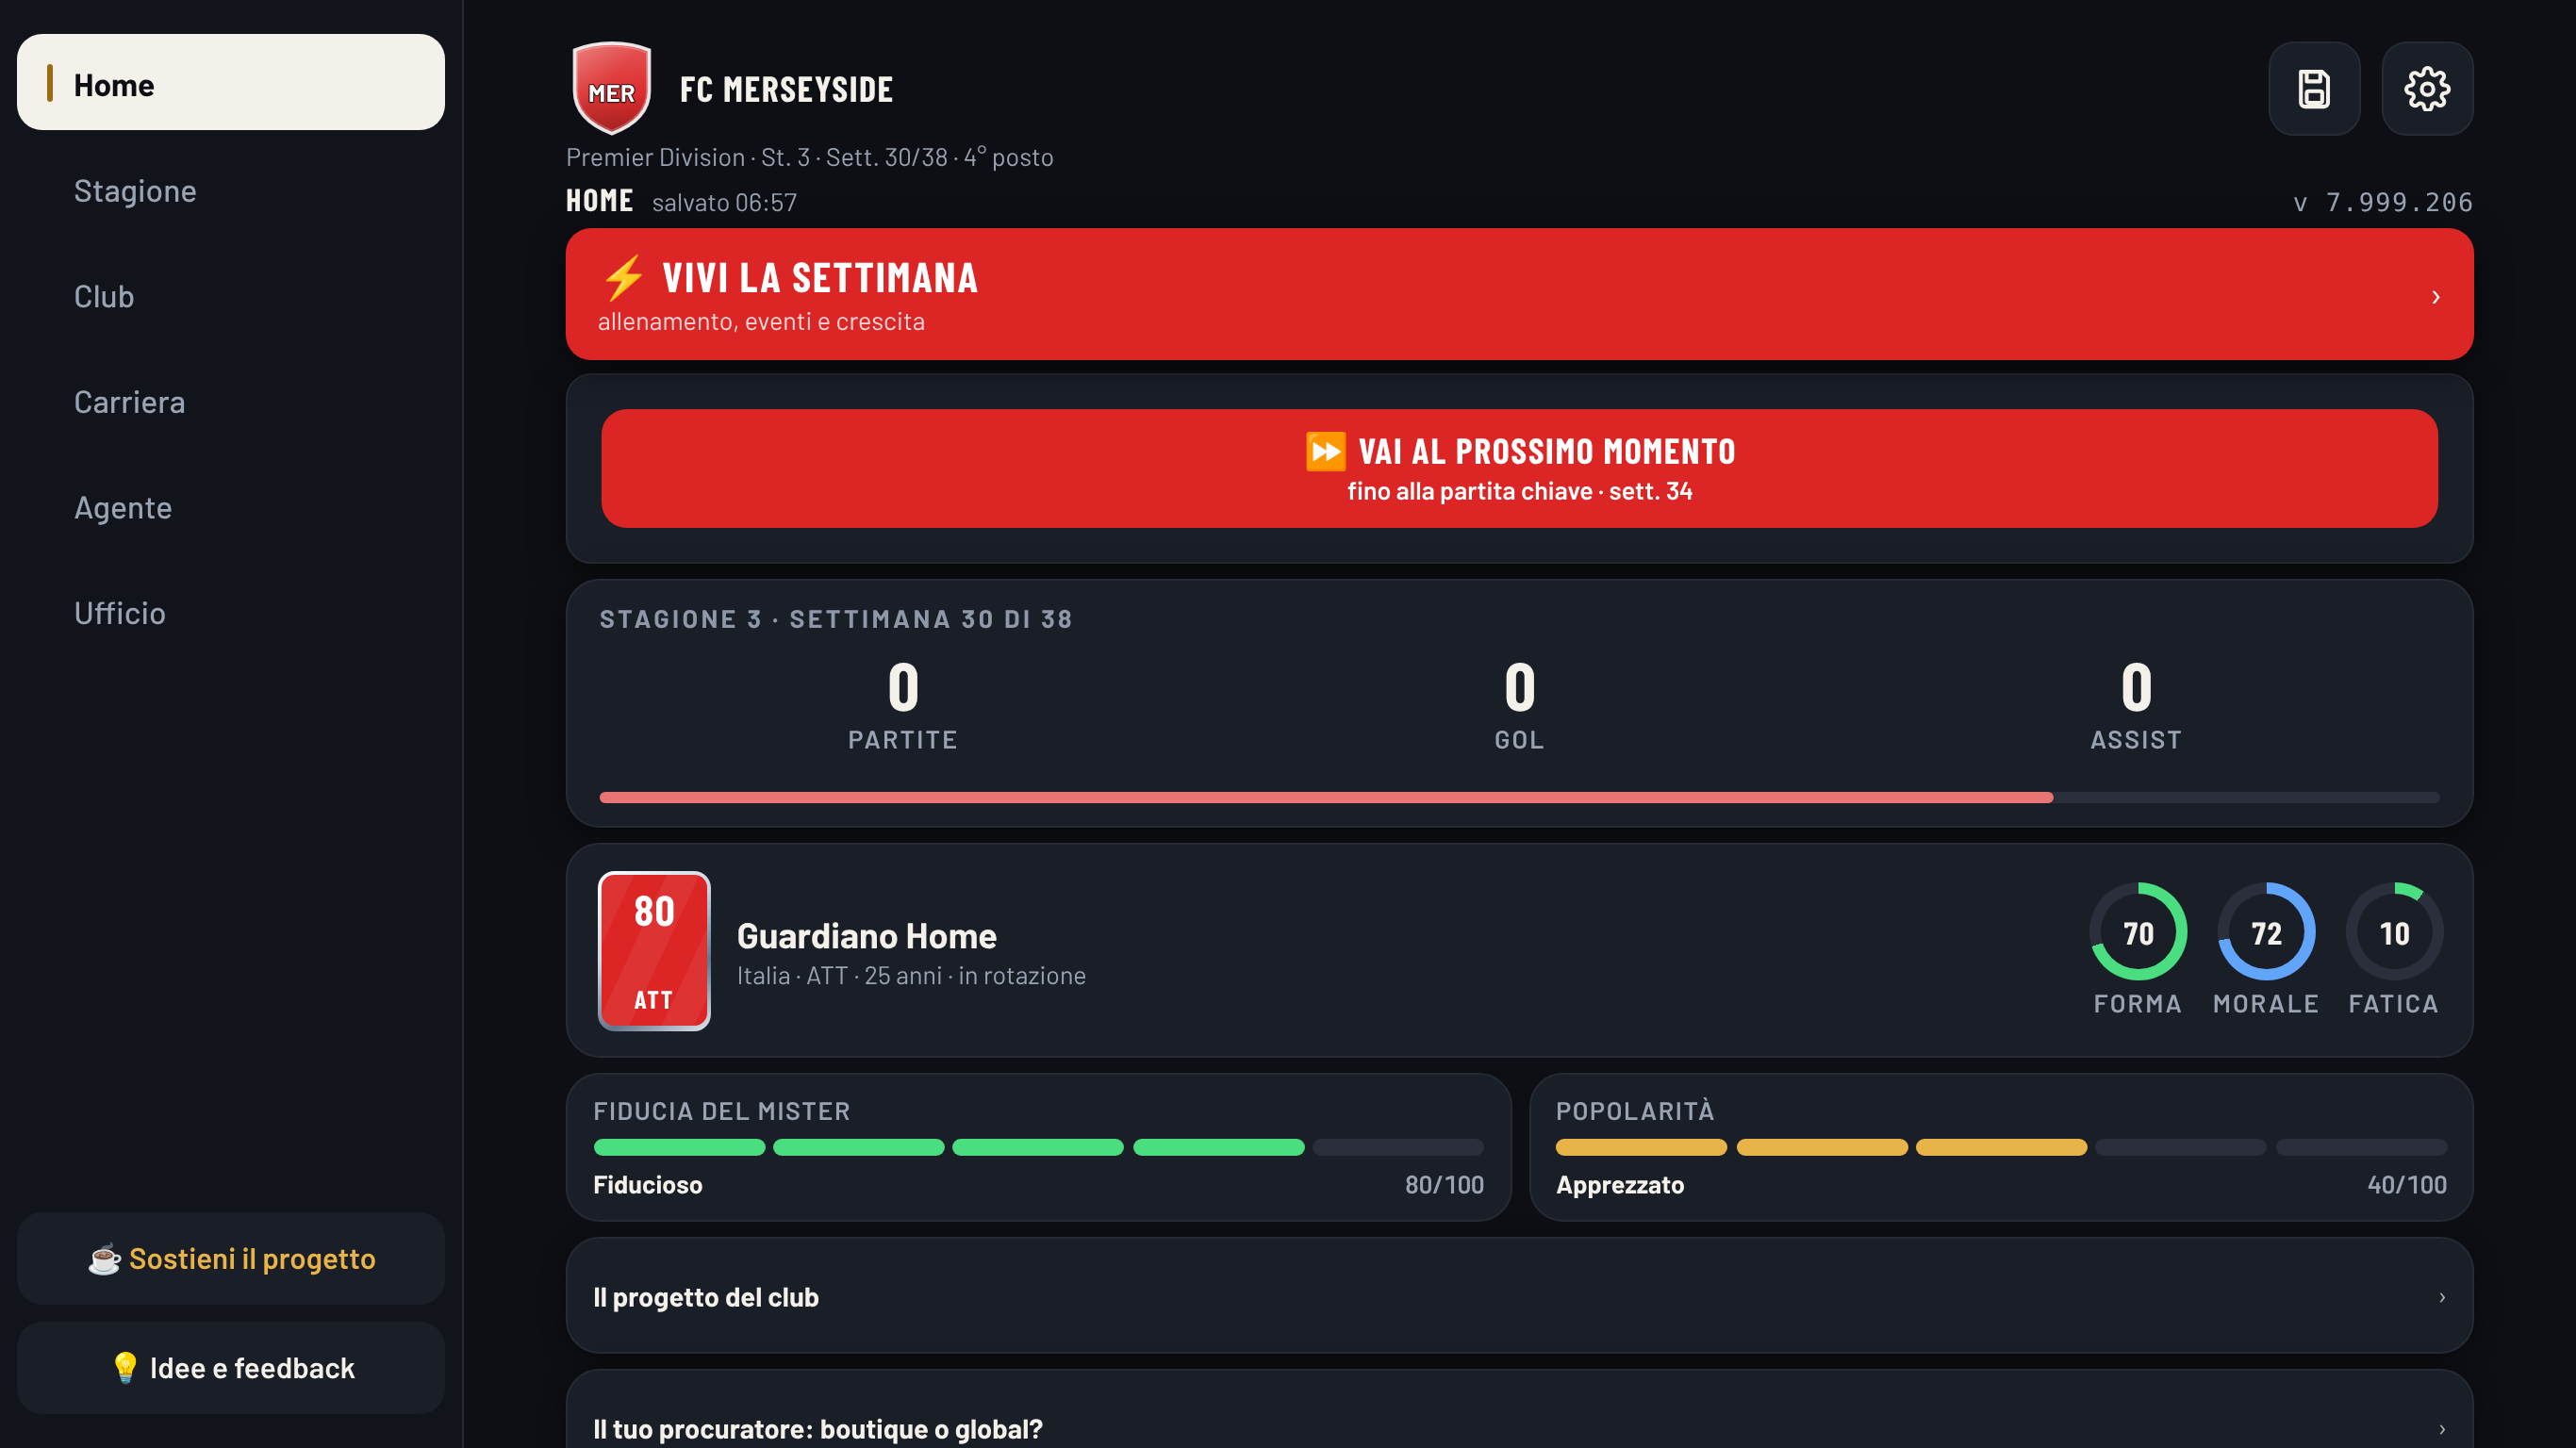 Home
Stagione
Club
Carriera
Agente
Ufficio
☕ Sostieni il progetto
💡 Idee e feedback
MER
FC MERSEYSIDE
Premier Division · St. 3 · Sett. 30/38 · 4° posto
HOME salvato 06:57
v 7.999.206
⚡ VIVI LA SETTIMANA
allenamento, eventi e crescita
›
⏩ VAI AL PROSSIMO MOMENTO
fino alla partita chiave · sett. 34
STAGIONE 3 · SETTIMANA 30 DI 38
0 0 0
PARTITE GOL ASSIST
80
ATT
Guardiano Home
Italia · ATT · 25 anni · in rotazione
70 72 10
FORMA MORALE FATICA
FIDUCIA DEL MISTER
Fiducioso 80/100
POPOLARITÀ
Apprezzato 40/100
Il progetto del club ›
Il tuo procuratore: boutique o global? ›